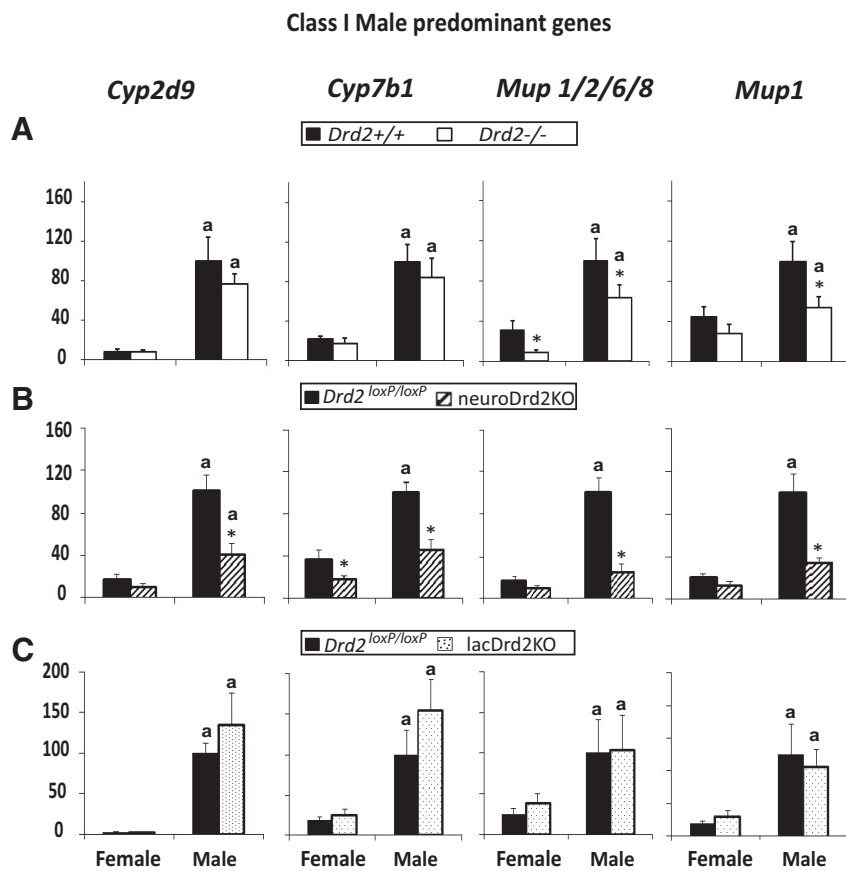 Class I Male predominant genes
Cyp2d9 Cyp7b1 Mup 1/2/6/8 Mup1
A
Drd2+/+ Drd2-/-
160
120
80
40
0
a a
a a
* a a *
a a *
B
Drd2 loxP/loxP neuroDrd2KO
160
120
80
40
0
a a *
* a *
a *
a *
C
Drd2 loxP/loxP lacDrd2KO
200
150
100
50
0
a a
a a
a a
a a
Female Male Female Male Female Male Female Male